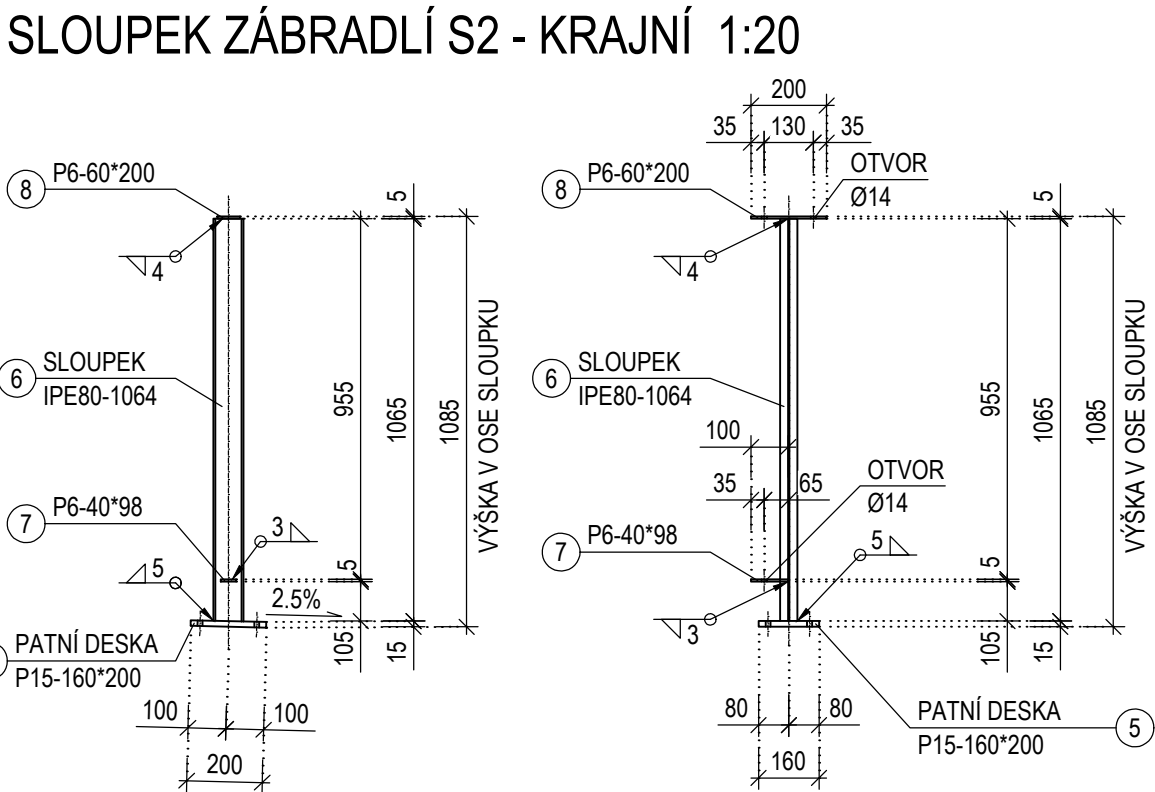 SLOUPEK ZÁBRADLÍ S2 - KRAJNÍ 1:20
8
P6-60*200
4
6
SLOUPEK
IPE80-1064
7
P6-40*98
3
5
2.5%
PATNÍ DESKA
P15-160*200
100
100
200
5
955
1065
1085
VÝŠKA V OSE SLOUPKU
5
105
15
200
35
130
35
8
P6-60*200
OTVOR
Ø14
4
6
SLOUPEK
IPE80-1064
100
35
65
OTVOR
Ø14
7
P6-40*98
5
3
5
955
1065
1085
VÝŠKA V OSE SLOUPKU
5
105
15
80
80
160
PATNÍ DESKA
P15-160*200
5